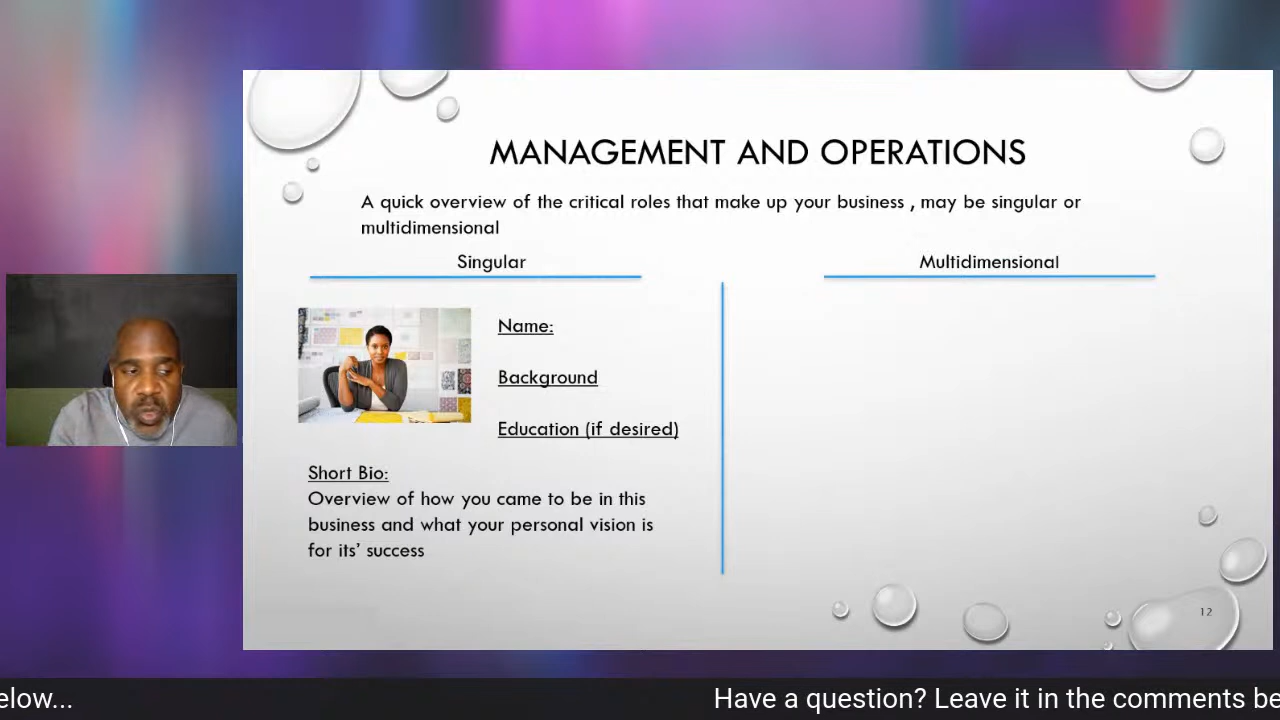 MANAGEMENT AND OPERATIONS
A quick overview of the critical roles that make up your business , may be singular or
multidimensional
Singular
Multidimensional
Name:
Background
Education (if desired)
Short Bio:
Overview of how you came to be in this
business and what your personal vision is
for its’ success
12
elow...
Have a question? Leave it in the comments be